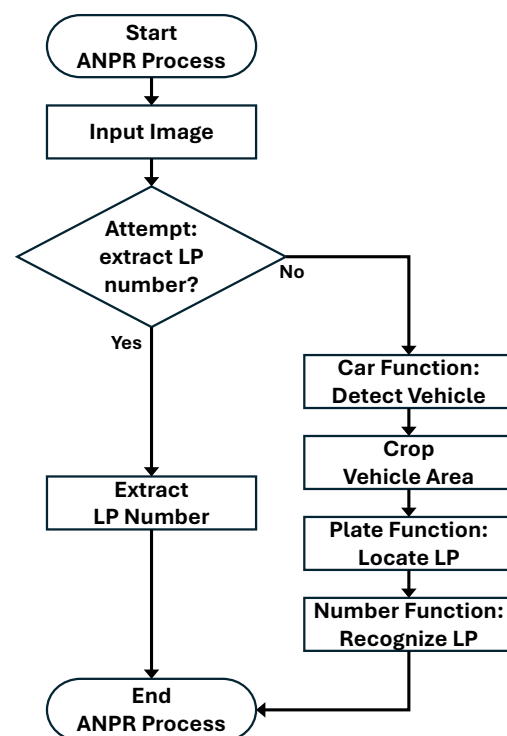 Start
ANPR Process
Input Image
Attempt:
extract LP
number?
No
Yes
Car Function:
Detect Vehicle
Crop
Vehicle Area
Extract
LP Number
Plate Function:
Locate LP
Number Function:
Recognize LP
End
ANPR Process